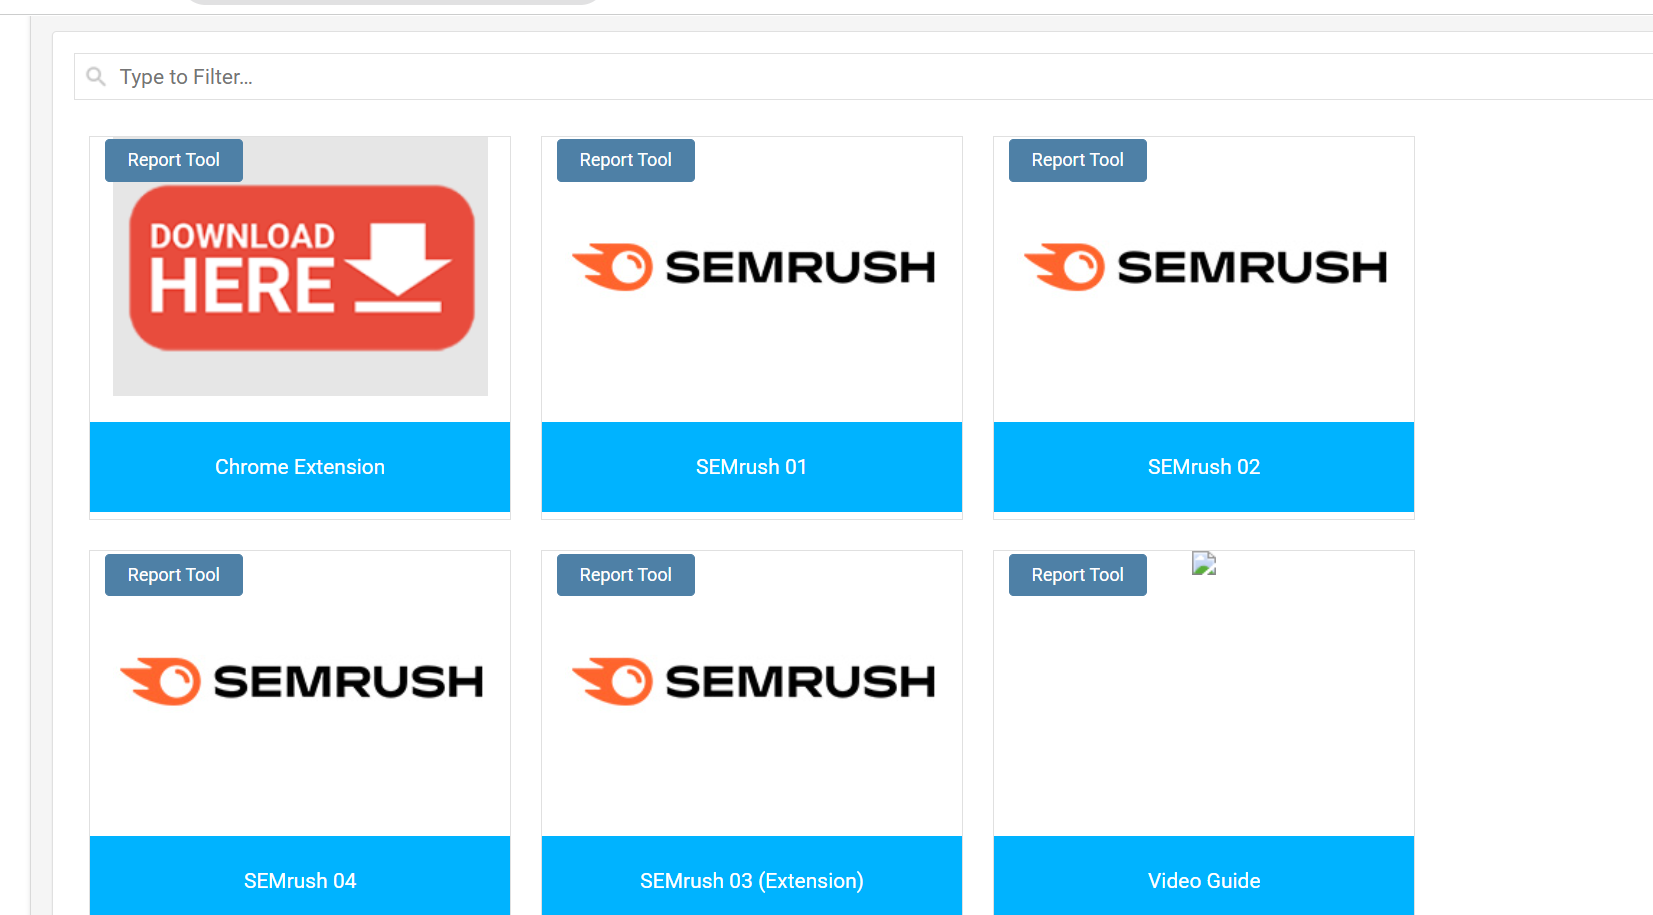 Type to Filter...
Report Tool
DOWNLOAD
HERE
Chrome Extension
Report Tool
SEMRUSH
SEMrush 01
Report Tool
SEMRUSH
SEMrush 02
Report Tool
SEMRUSH
SEMrush 04
Report Tool
SEMRUSH
SEMrush 03 (Extension)
Report Tool
Video Guide